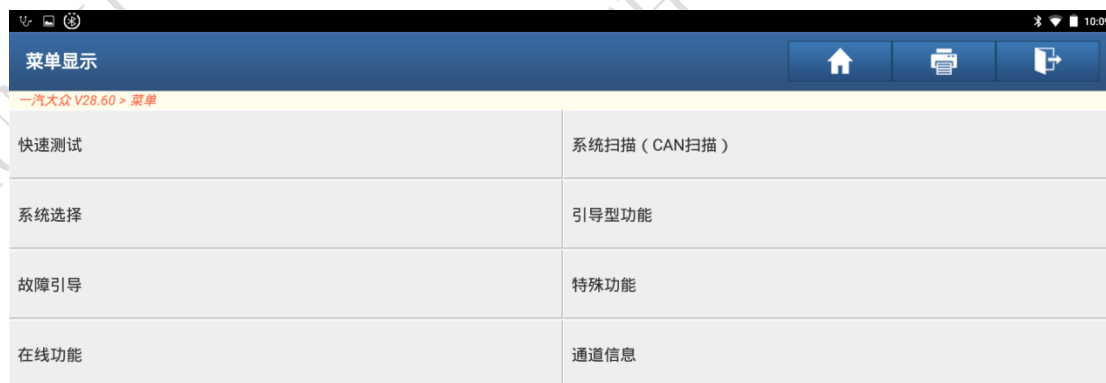 10:09
菜单显示
一汽大众 V28.60 > 菜单
快速测试
系统扫描（CAN扫描）
系统选择
引导型功能
故障引导
特殊功能
在线功能
通道信息